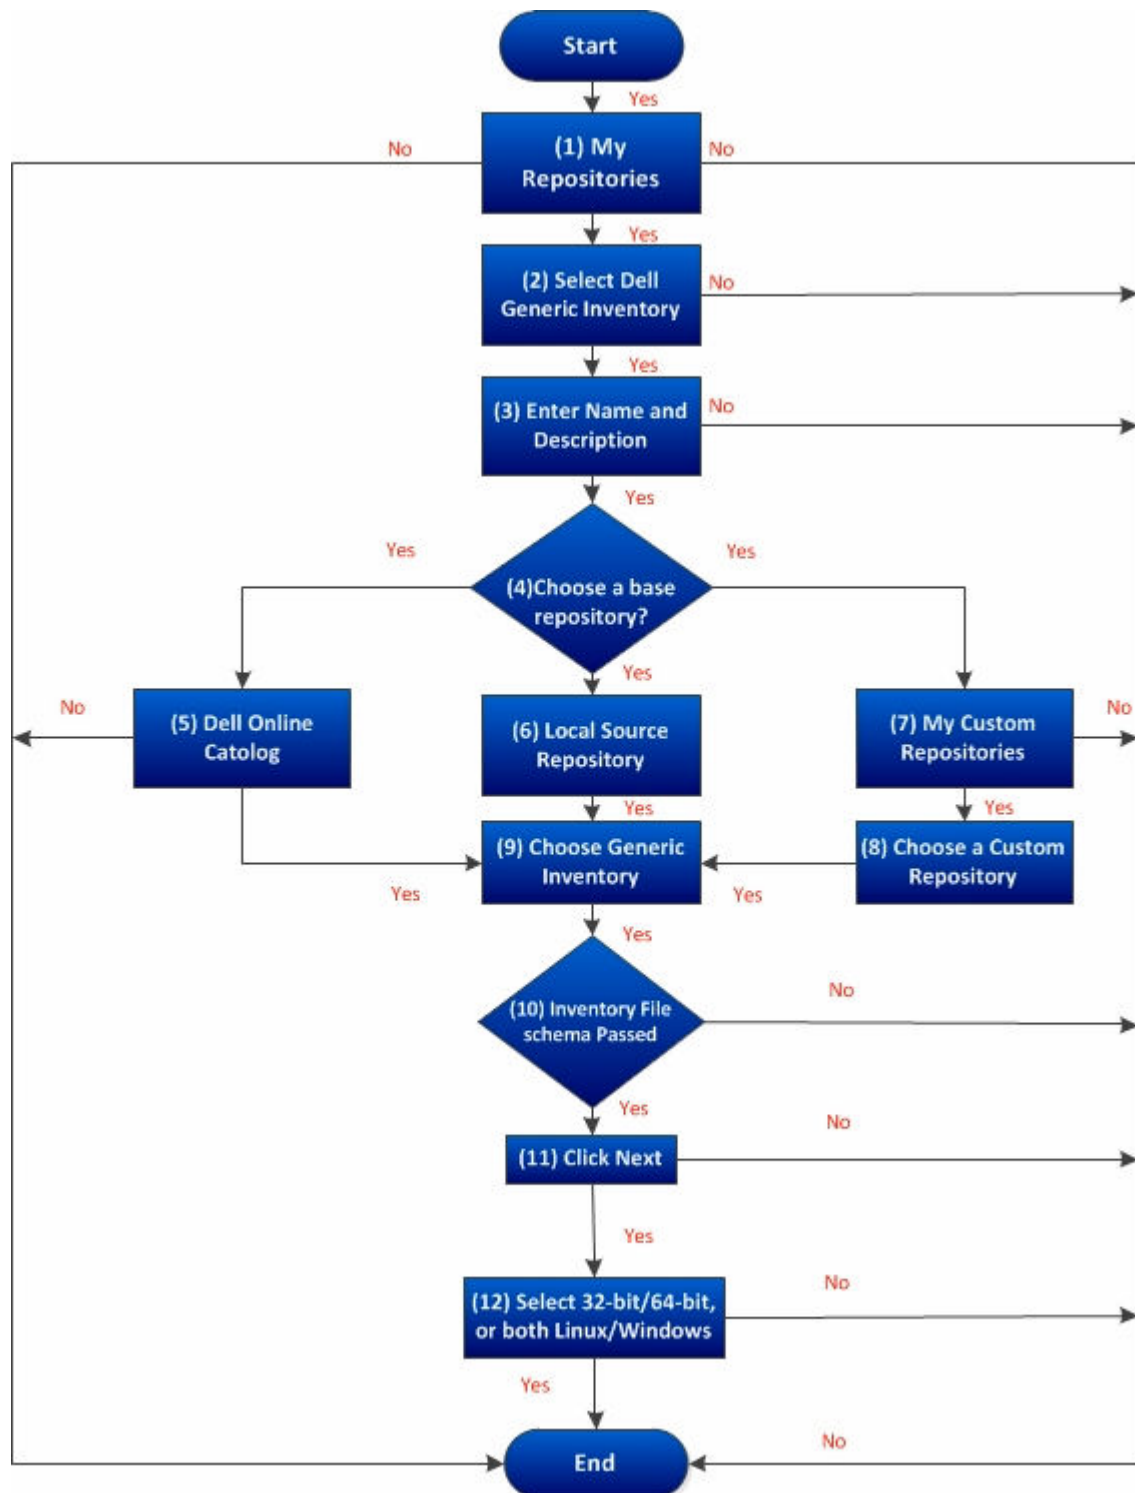 Start
Yes
No
(1) My
Repositories
No
Yes
(2) Select Dell
Generic Inventory
No
Yes
(3) Enter Name and
Description
No
Yes
Yes
Yes
(4)Choose a base
repository?
Yes
No
(5) Dell Online
Catolog
(6) Local Source
Repository
(7) My Custom
Repositories
No
Yes
Yes
(9) Choose Generic
Inventory
(8) Choose a Custom
Repository
Yes
Yes
Yes
(10) Inventory File
schema Passed
No
Yes
No
(11) Click Next
Yes
No
(12) Select 32-bit/64-bit,
or both Linux/Windows
Yes
No
End